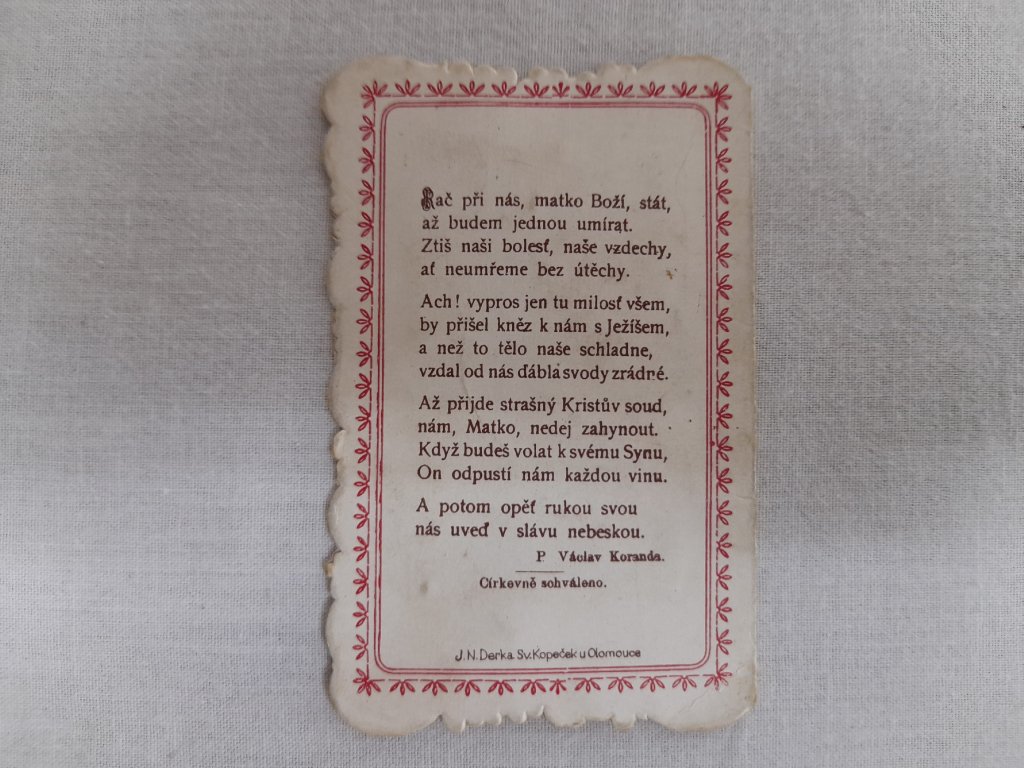 Rač při nás, matko Boží, stát,
až budem jednou umírat.
Ztiš naši bolesť, naše vzdechy,
ať neumřeme bez útěchy.
Ach! vypros jen tu milosť všem,
by přišel kněz k nám s Ježíšem,
a než to tělo naše schladne,
vzdal od nás ďábla svody zrádné.
Až přijde strašný Kristův soud,
nám, Matko, nedej zahynout.
Když budeš volat k svému Synu,
On odpustí nám každou vinu.
A potom opěť rukou svou
nás uveď v slávu nebeskou.
P. Václav Koranda.
Církevně schváleno.
J. N. Derka Sv. Kopeček u Olomouce